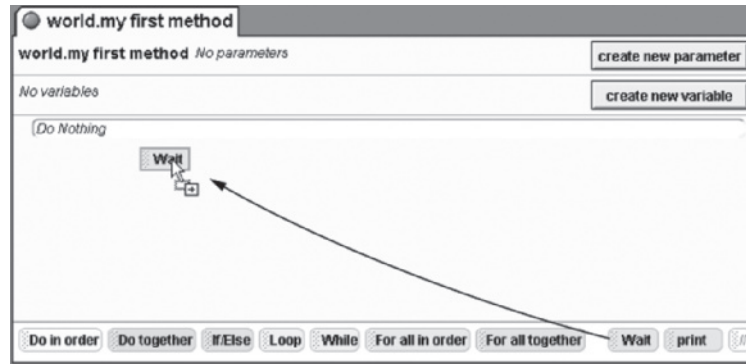 world.my first method
world.my first method No parameters
create new parameter
No variables
create new variable
Do Nothing
Wait
Do in order Do together If/Else Loop While For all in order For all together Wait print